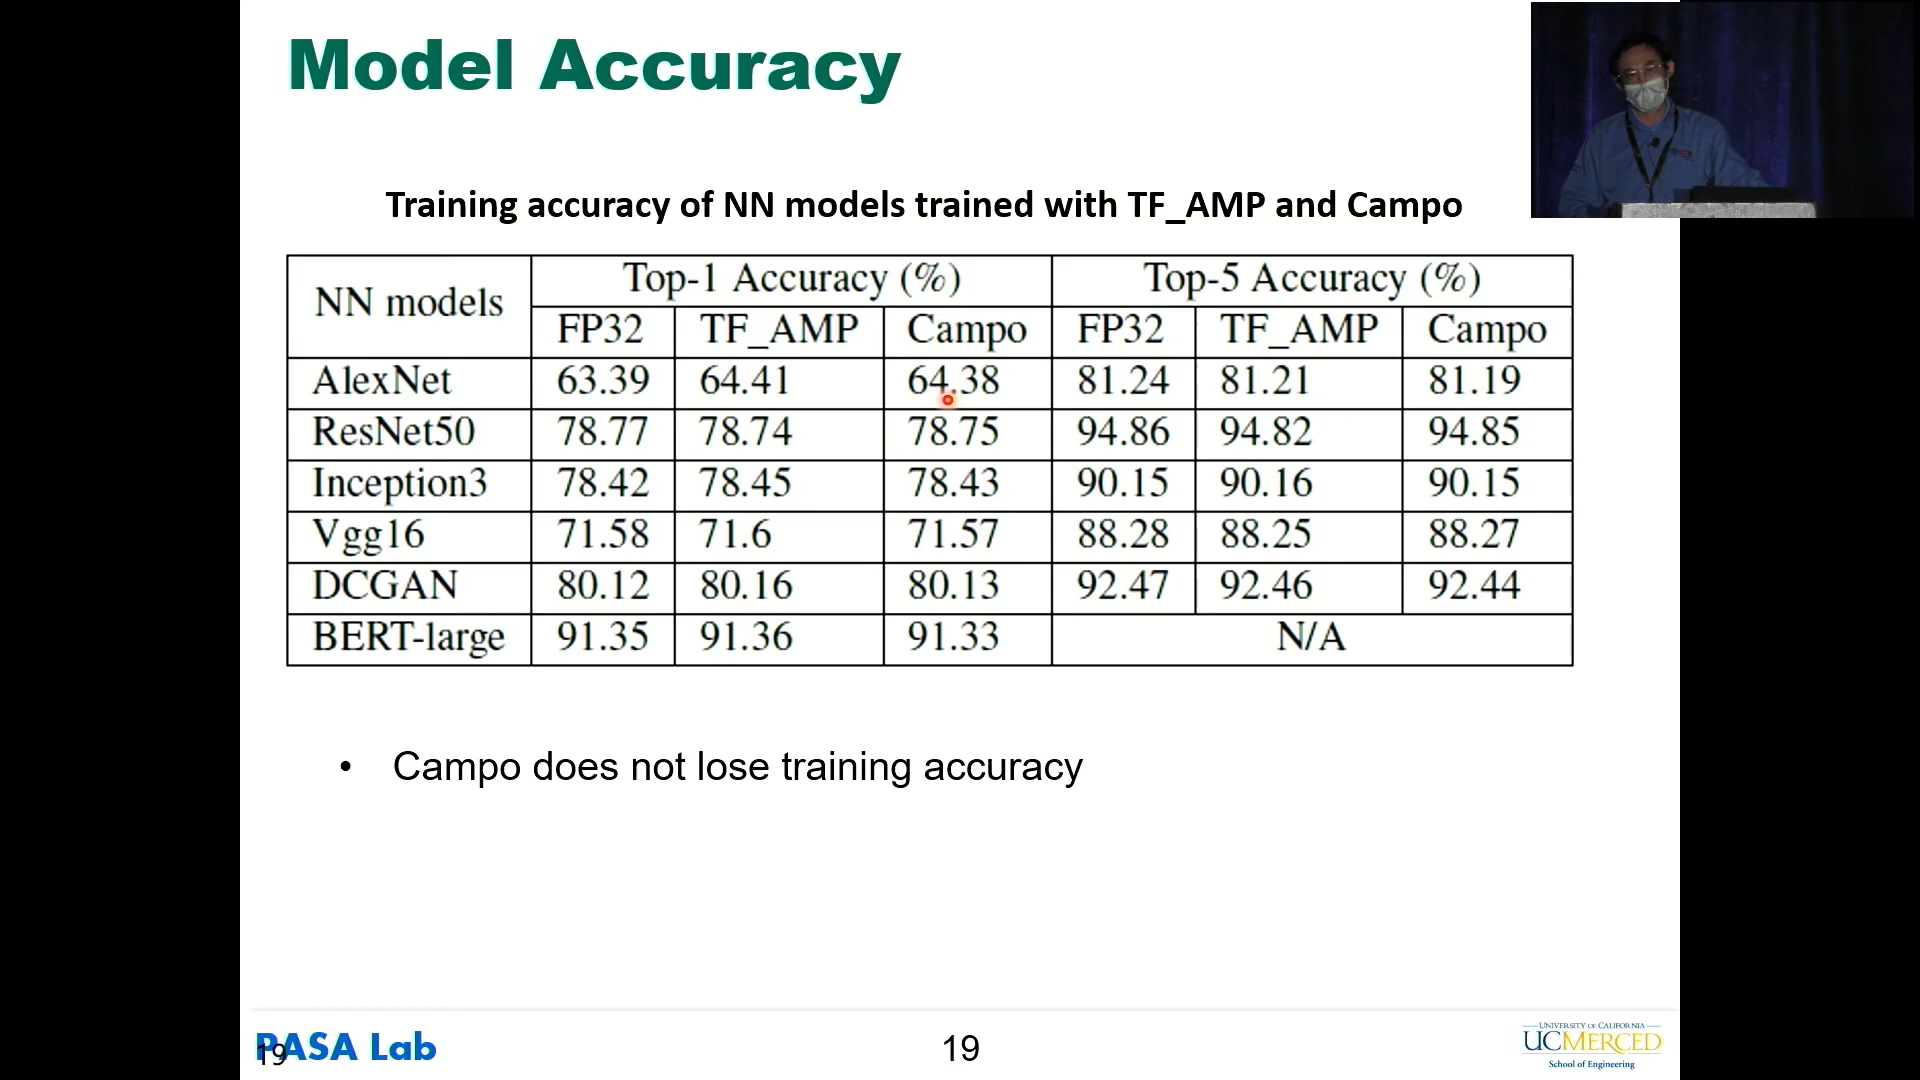 Model Accuracy
Training accuracy of NN models trained with TF_AMP and Campo
NN models Top-1 Accuracy (%) Top-5 Accuracy (%)
FP32 TF_AMP Campo FP32 TF_AMP Campo
AlexNet 63.39 64.41 64.38 81.24 81.21 81.19
ResNet50 78.77 78.74 78.75 94.86 94.82 94.85
Inception3 78.42 78.45 78.43 90.15 90.16 90.15
Vgg16 71.58 71.6 71.57 88.28 88.25 88.27
DCGAN 80.12 80.16 80.13 92.47 92.46 92.44
BERT-large 91.35 91.36 91.33 N/A
• Campo does not lose training accuracy
PASA Lab
19
19
UNIVERSITY OF CALIFORNIA
UCMERCED
School of Engineering